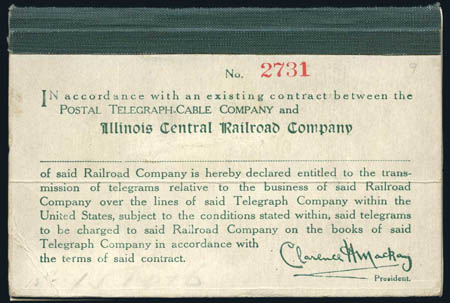 No. 2731
IN accordance with an existing contract between the
POSTAL TELEGRAPH-CABLE COMPANY and
Illinois Central Railroad Company
of said Railroad Company is hereby declared entitled to the trans-
mission of telegrams relative to the business of said Railroad
Company over the lines of said Telegraph Company within the
United States, subject to the conditions stated within, said telegrams
to be charged to said Railroad Company on the books of said
Telegraph Company in accordance with
the terms of said contract.
Clarence H Mackay
President.